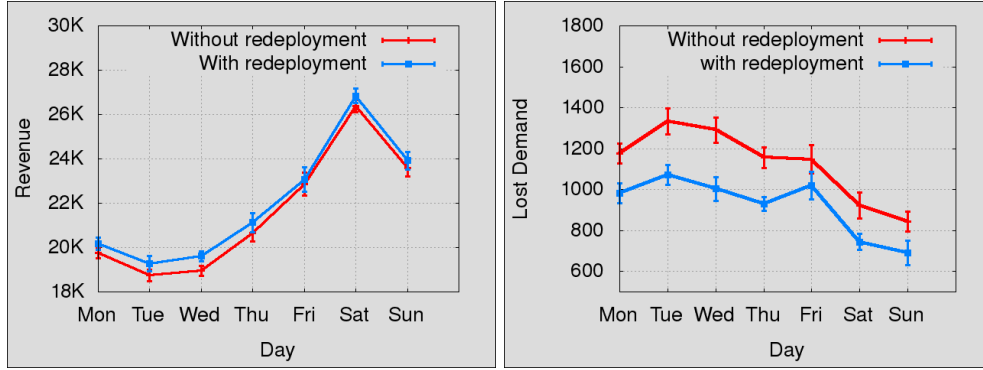 30K
28K
26K
24K
22K
20K
18K
Revenue
Without redeployment
With redeployment
Mon Tue Wed Thu Fri Sat Sun
Day
1800
1600
1400
1200
1000
800
600
Lost Demand
Without redeployment
with redeployment
Mon Tue Wed Thu Fri Sat Sun
Day